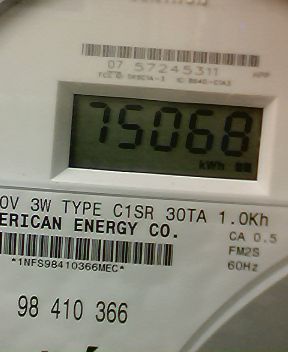 07 57245311
75068
kWh
0V 3W TYPE C1SR 30TA 1.0Kh
ERICAN ENERGY CO.
CA 0.5
FM2S
60Hz
*1NFS98410366MEC*
98 410 366